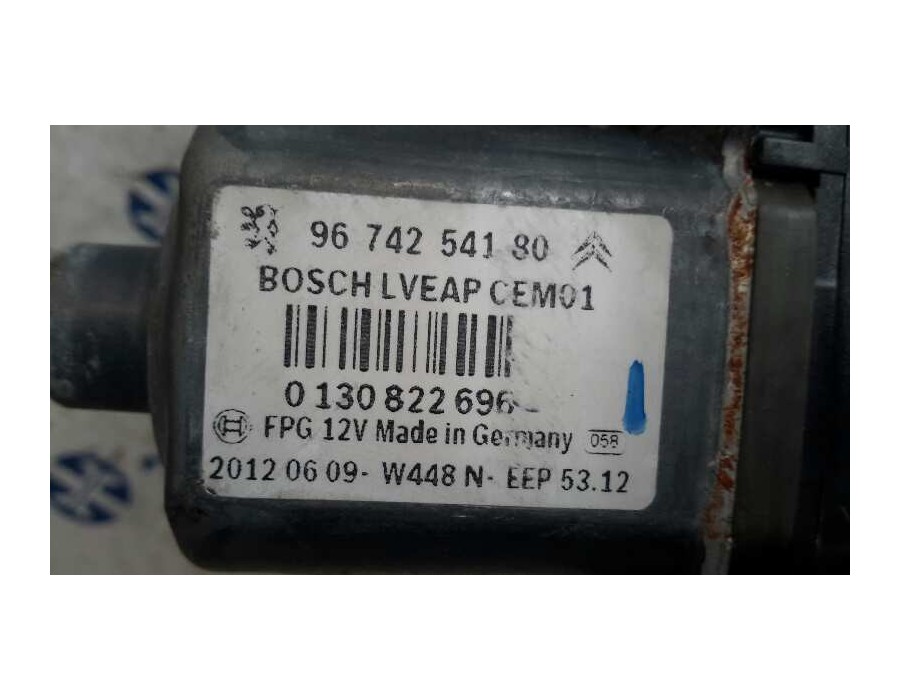 96 742 541 80
BOSCH LVEAP CEM01
0 130 822 696
FPG 12V Made in Germany 058
2012 06 09- W448 N- EEP 53.12